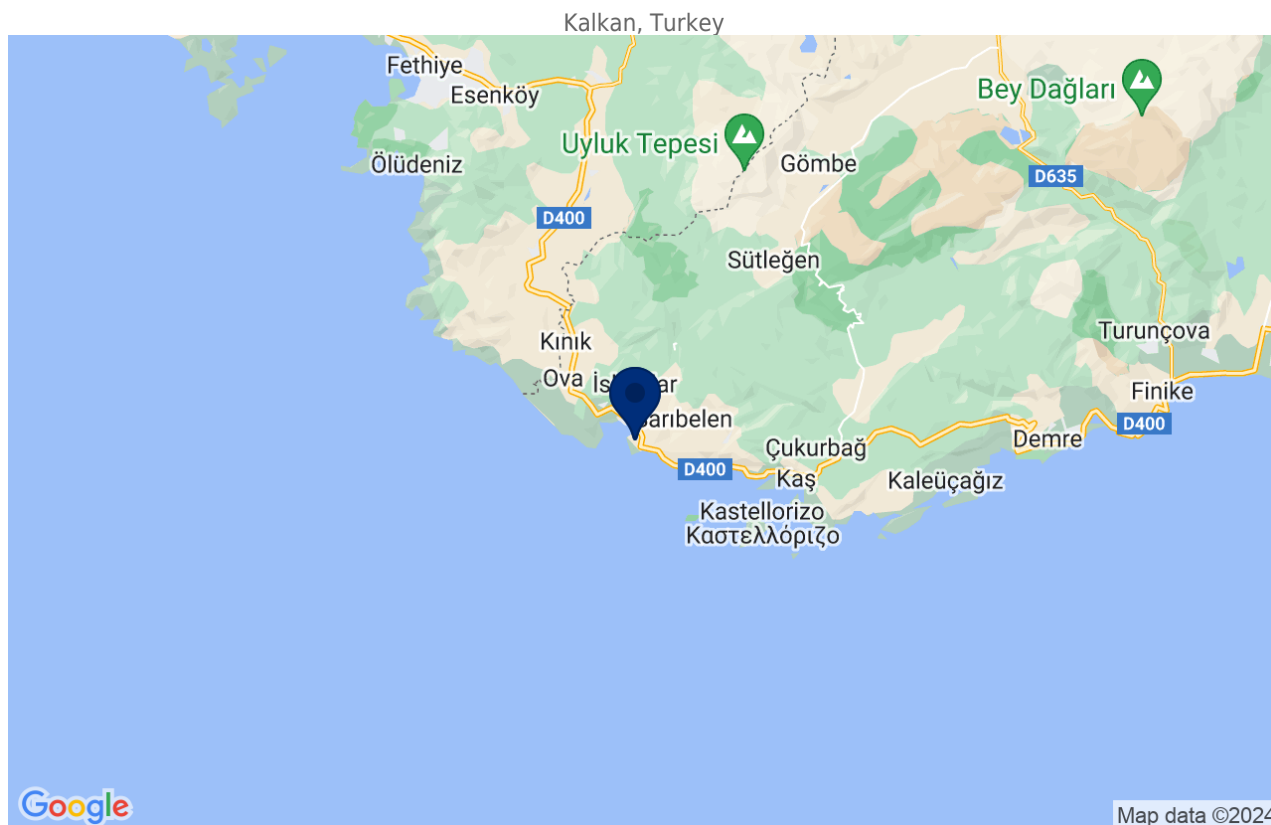 Kalkan, Turkey
Fethiye
Esenköy
Bey Dağları
Uyluk Tepesi
Gömbe
Ölüdeniz
D635
D400
Sütleğen
Turunçova
Kınık
Ova
Finike
D400
Demre
Çukurbağ
D400
Kaş
Kaleüçağız
Kastellorizo
Καστελλόριζο
Google
Map data ©2024